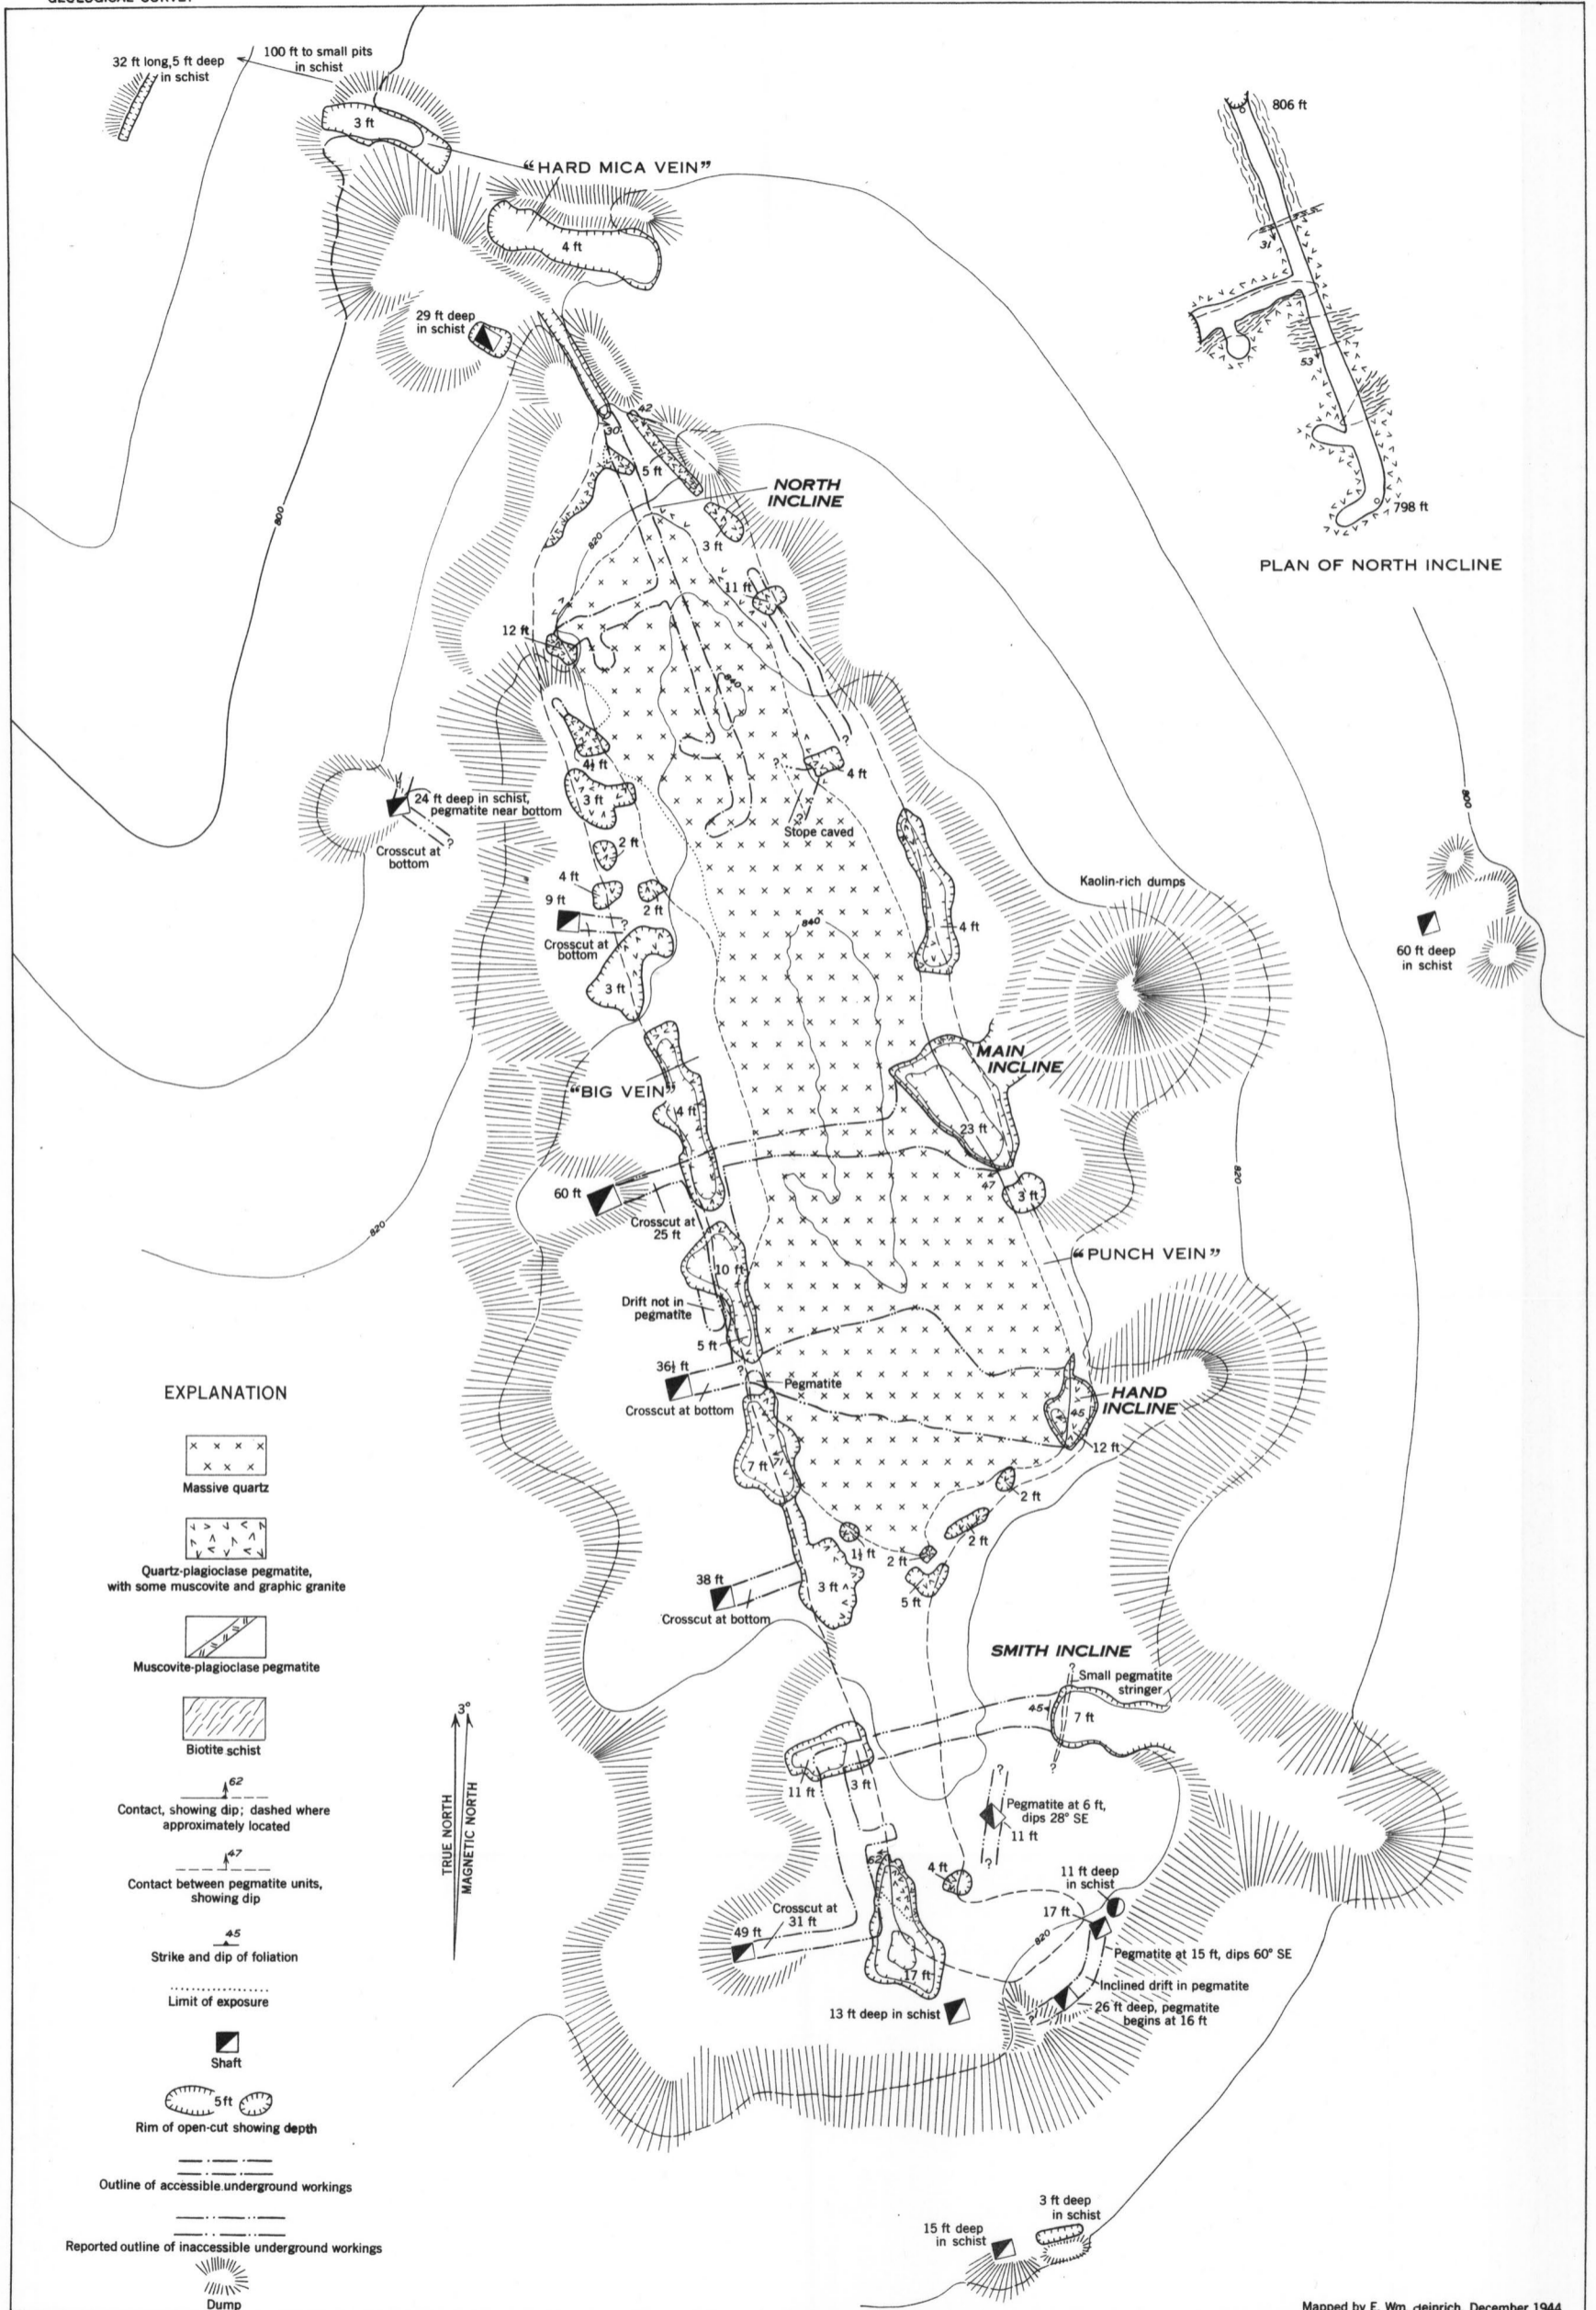 GEOLOGICAL SURVEY
32 ft long, 5 ft deep
in schist
100 ft to small pits
in schist
3 ft
"HARD MICA VEIN"
4 ft
29 ft deep
in schist
42
30
5 ft
NORTH
INCLINE
820
3 ft
11 ft
12 ft
840
4½ ft
?
?
4 ft
3 ft
?
Stope caved
24 ft deep in schist,
pegmatite near bottom
?
Crosscut at
bottom
2 ft
4 ft
2 ft
9 ft
?
Crosscut at
bottom
840
4 ft
3 ft
800
806 ft
31
53
798 ft
PLAN OF NORTH INCLINE
800
Kaolin-rich dumps
60 ft deep
in schist
MAIN
INCLINE
"BIG VEIN"
4 ft
23 ft
47
3 ft
60 ft
Crosscut at
25 ft
820
820
"PUNCH VEIN"
10 ft
Drift not in
pegmatite
5 ft
36½ ft
?
Pegmatite
Crosscut at bottom
HAND
INCLINE
45
12 ft
7 ft
71
2 ft
2 ft
1½ ft
2 ft
5 ft
38 ft
3 ft
Crosscut at bottom
SMITH INCLINE
?
Small pegmatite
stringer
45
7 ft
?
11 ft
3 ft
?
Pegmatite at 6 ft,
dips 28° SE
11 ft
?
62
4 ft
11 ft deep
in schist
17 ft
Crosscut at
31 ft
49 ft
820
Pegmatite at 15 ft, dips 60° SE
17 ft
Inclined drift in pegmatite
13 ft deep in schist
?
26 ft deep, pegmatite
begins at 16 ft
3 ft deep
in schist
15 ft deep
in schist
EXPLANATION
Massive quartz
Quartz-plagioclase pegmatite,
with some muscovite and graphic granite
Muscovite-plagioclase pegmatite
Biotite schist
62
Contact, showing dip; dashed where
approximately located
47
Contact between pegmatite units,
showing dip
45
Strike and dip of foliation
Limit of exposure
Shaft
5 ft
Rim of open-cut showing depth
Outline of accessible underground workings
Reported outline of inaccessible underground workings
Dump
3°
TRUE NORTH
MAGNETIC NORTH
Mapped by E. Wm. Heinrich, December 1944